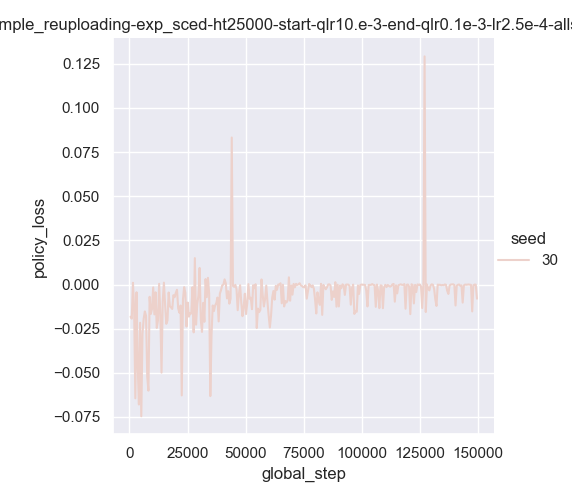 mple_reuploading-exp_sced-ht25000-start-qlr10.e-3-end-qlr0.1e-3-lr2.5e-4-alls
0.125
0.100
0.075
0.050
0.025
0.000
−0.025
−0.050
−0.075
policy_loss
0 25000 50000 75000 100000 125000 150000
global_step
seed
30